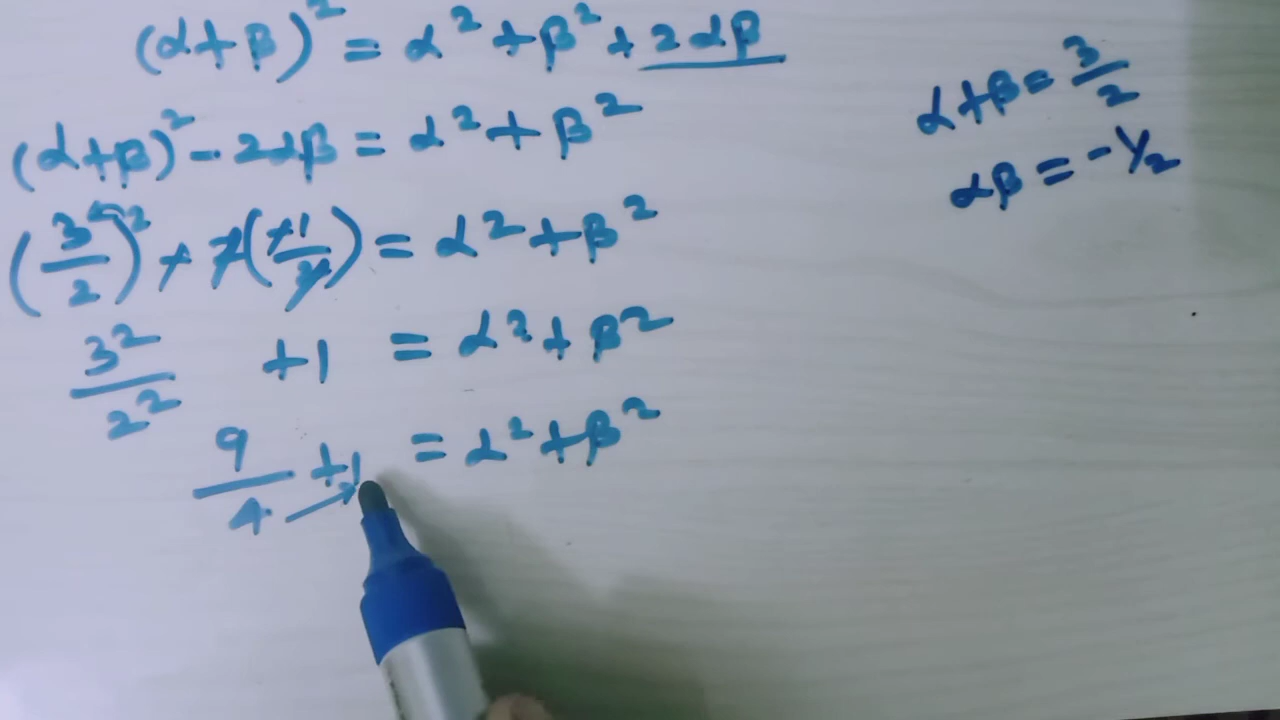 (α+β)² = α²+β²+2αβ
(α+β)²-2αβ = α²+β²
(3/2)² + 2(+1/2) = α²+β²
3²/2² +1 = α²+β²
9/4 +1 = α²+β²
α+β = 3/2
αβ = -1/2